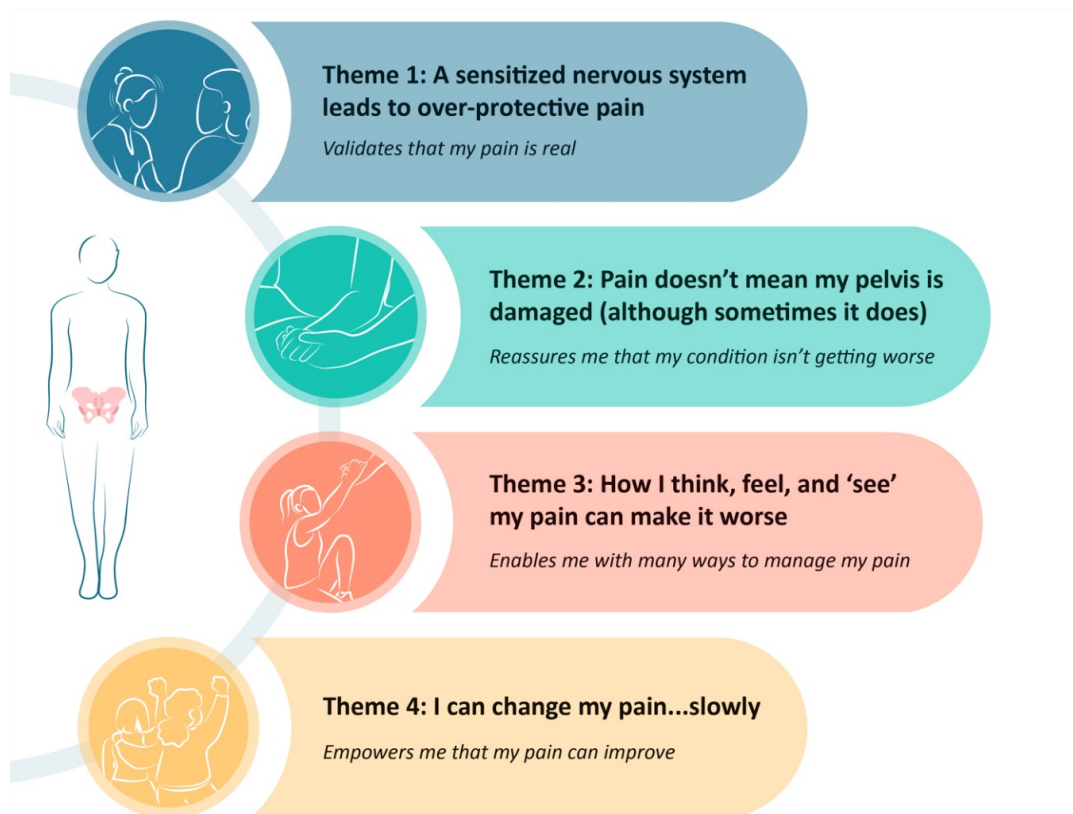 Theme 1: A sensitized nervous system
leads to over-protective pain
Validates that my pain is real
Theme 2: Pain doesn’t mean my pelvis is
damaged (although sometimes it does)
Reassures me that my condition isn’t getting worse
Theme 3: How I think, feel, and ‘see’
my pain can make it worse
Enables me with many ways to manage my pain
Theme 4: I can change my pain...slowly
Empowers me that my pain can improve